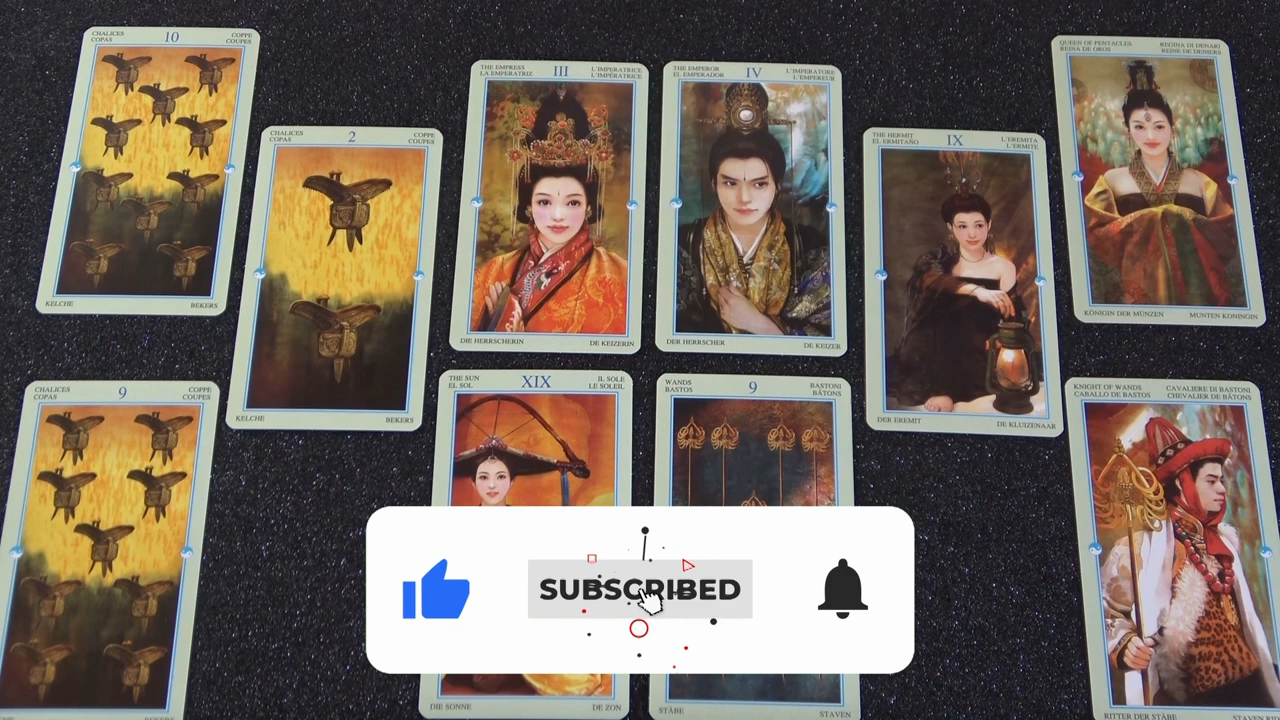 CHALICES
COPAS
10
COPPE
COUPES
KELCHE
BEKERS
CHALICES
COPAS
2
COPPE
COUPES
KELCHE
BEKERS
THE EMPRESS
LA EMPERATRIZ
III
L'IMPERATRICE
L'IMPÉRATRICE
DIE HERRSCHERIN
DE KEIZERIN
THE EMPEROR
EL EMPERADOR
IV
L'IMPERATORE
L'EMPEREUR
DER HERRSCHER
DE KEIZER
THE HERMIT
EL ERMITAÑO
IX
L'EREMITA
L'ERMITE
DER EREMIT
DE KLUIZENAAR
QUEEN OF PENTACLES
REINA DE OROS
REGINA DI DENARI
REINE DE DENIERS
KÖNIGIN DER MÜNZEN
MUNTEN KONINGIN
CHALICES
COPAS
9
COPPE
COUPES
BEKERS
THE SUN
EL SOL
XIX
IL SOLE
LE SOLEIL
DIE SONNE
DE ZON
WANDS
BASTOS
9
BASTONI
BÂTONS
STÄBE
STAVEN
KNIGHT OF WANDS
CABALLO DE BASTOS
CAVALIERE DI BASTONI
CHEVALIER DE BÂTONS
RITTER DER STÄBE
STAVEN
SUBSCRIBED